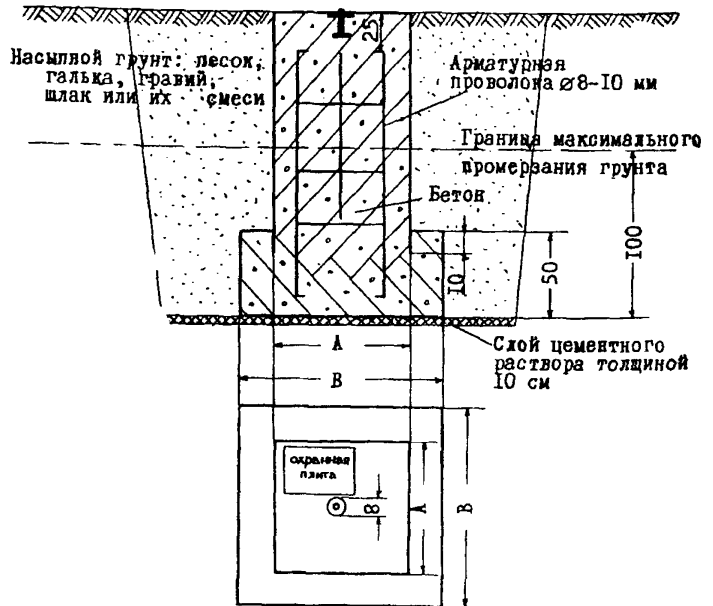 25
Насыпной грунт: песок,
галька, гравий,
шлак или их смеси
Арматурная
проволока ⌀8-10 мм
Граница максимального
промерзания грунта
Бетон
10
50
100
Слой цементного
раствора толщиной
10 см
А
В
охранная
плита
8
А
В